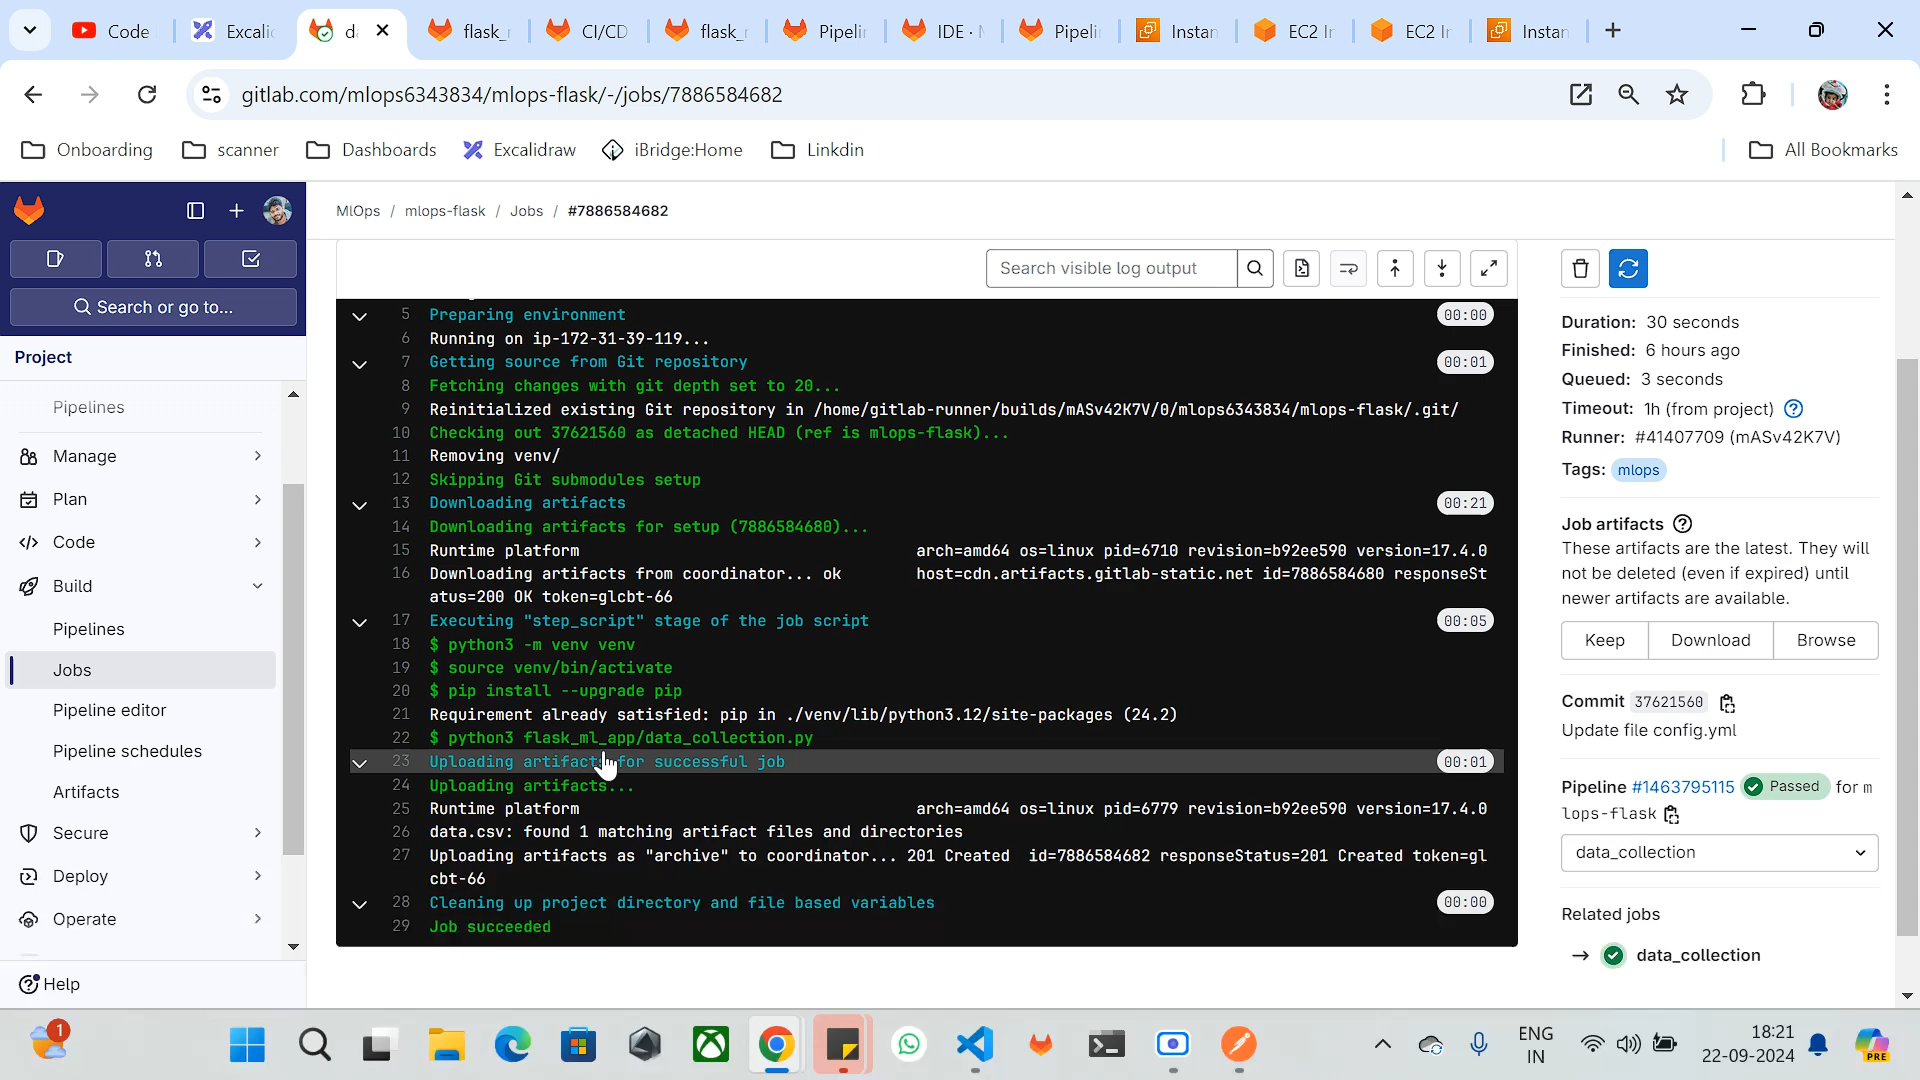 Code
Excalid
da
flask_r
CI/CD
flask_r
Pipelin
IDE · M
Pipelin
Instan
EC2 In
EC2 In
Instan
gitlab.com/mlops6343834/mlops-flask/-/jobs/7886584682
Onboarding
scanner
Dashboards
Excalidraw
iBridge:Home
Linkdin
All Bookmarks
MlOps / mlops-flask / Jobs / #7886584682
Search or go to...
Project
Pipelines
Manage
Plan
Code
Build
Pipelines
Jobs
Pipeline editor
Pipeline schedules
Artifacts
Secure
Deploy
Operate
Help
Search visible log output
5 Preparing environment 00:00
6 Running on ip-172-31-39-119...
7 Getting source from Git repository 00:01
8 Fetching changes with git depth set to 20...
9 Reinitialized existing Git repository in /home/gitlab-runner/builds/mASv42K7V/0/mlops6343834/mlops-flask/.git/
10 Checking out 37621560 as detached HEAD (ref is mlops-flask)...
11 Removing venv/
12 Skipping Git submodules setup
13 Downloading artifacts 00:21
14 Downloading artifacts for setup (7886584680)...
15 Runtime platform arch=amd64 os=linux pid=6710 revision=b92ee590 version=17.4.0
16 Downloading artifacts from coordinator... ok host=cdn.artifacts.gitlab-static.net id=7886584680 responseSt
atus=200 OK token=glcbt-66
17 Executing "step_script" stage of the job script 00:05
18 $ python3 -m venv venv
19 $ source venv/bin/activate
20 $ pip install --upgrade pip
21 Requirement already satisfied: pip in ./venv/lib/python3.12/site-packages (24.2)
22 $ python3 flask_ml_app/data_collection.py
23 Uploading artifacts for successful job 00:01
24 Uploading artifacts...
25 Runtime platform arch=amd64 os=linux pid=6779 revision=b92ee590 version=17.4.0
26 data.csv: found 1 matching artifact files and directories
27 Uploading artifacts as "archive" to coordinator... 201 Created id=7886584682 responseStatus=201 Created token=gl
cbt-66
28 Cleaning up project directory and file based variables 00:00
29 Job succeeded
Duration: 30 seconds
Finished: 6 hours ago
Queued: 3 seconds
Timeout: 1h (from project)
Runner: #41407709 (mASv42K7V)
Tags: mlops
Job artifacts
These artifacts are the latest. They will
not be deleted (even if expired) until
newer artifacts are available.
Keep
Download
Browse
Commit 37621560
Update file config.yml
Pipeline #1463795115 Passed for m
lops-flask
data_collection
Related jobs
→ data_collection
1
ENG
IN
18:21
22-09-2024
PRE